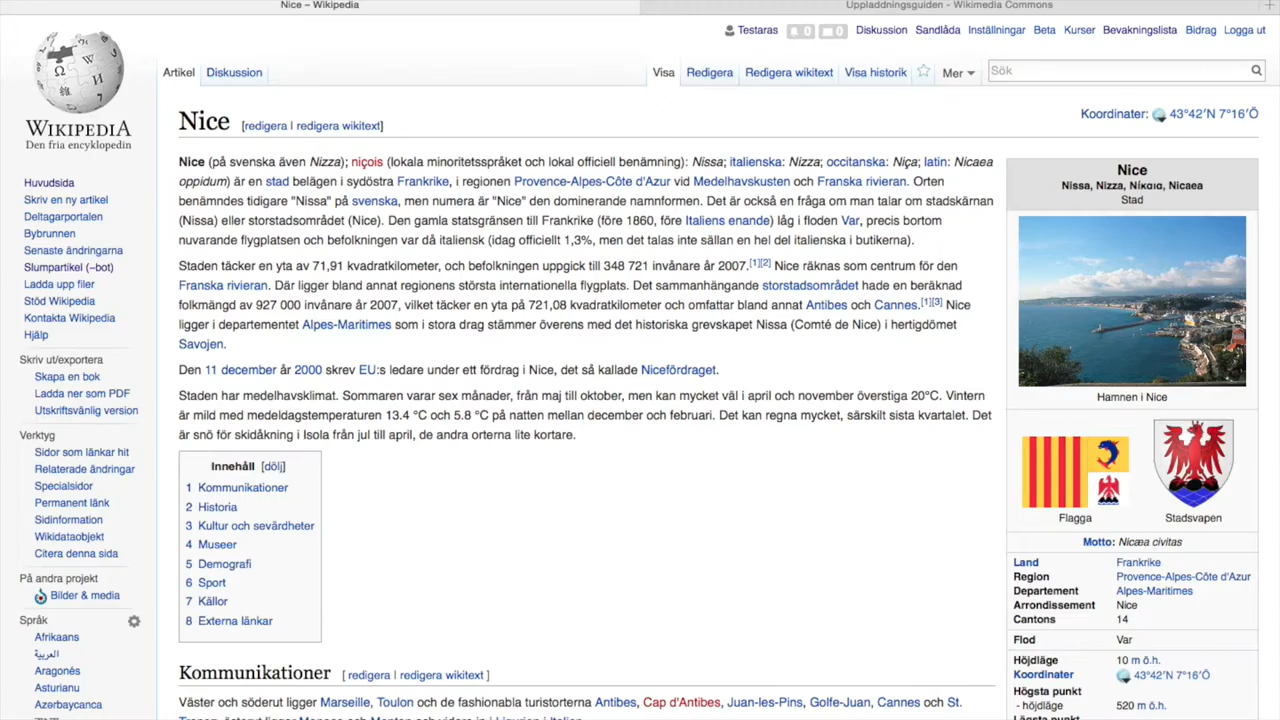 Nice – Wikipedia
Uppladdningsguiden - Wikimedia Commons
Testaras 0 0 Diskussion Sandlåda Inställningar Beta Kurser Bevakningslista Bidrag Logga ut
Artikel Diskussion
Visa Redigera Redigera wikitext Visa historik Mer Sök
WIKIPEDIA
Den fria encyklopedin
Huvudsida
Skriv en ny artikel
Deltagarportalen
Bybrunnen
Senaste ändringarna
Slumpartikel (−bot)
Ladda upp filer
Stöd Wikipedia
Kontakta Wikipedia
Hjälp
Skriv ut/exportera
Skapa en bok
Ladda ner som PDF
Utskriftsvänlig version
Verktyg
Sidor som länkar hit
Relaterade ändringar
Specialsidor
Permanent länk
Sidinformation
Wikidataobjekt
Citera denna sida
På andra projekt
Bilder & media
Språk
Afrikaans
العربية
Aragonés
Asturianu
Azərbaycanca
Nice [redigera | redigera wikitext]
Koordinater: 43°42′N 7°16′Ö
Nice (på svenska även Nizza); niçois (lokala minoritetsspråket och lokal officiell benämning): Nissa; italienska: Nizza; occitanska: Niça; latin: Nicaea
oppidum) är en stad belägen i sydöstra Frankrike, i regionen Provence-Alpes-Côte d'Azur vid Medelhavskusten och Franska rivieran. Orten
benämndes tidigare "Nissa" på svenska, men numera är "Nice" den dominerande namnformen. Det är också en fråga om man talar om stadskärnan
(Nissa) eller storstadsområdet (Nice). Den gamla statsgränsen till Frankrike (före 1860, före Italiens enande) låg i floden Var, precis bortom
nuvarande flygplatsen och befolkningen var då italiensk (idag officiellt 1,3%, men det talas inte sällan en hel del italienska i butikerna).
Staden täcker en yta av 71,91 kvadratkilometer, och befolkningen uppgick till 348 721 invånare år 2007.[1][2] Nice räknas som centrum för den
Franska rivieran. Där ligger bland annat regionens största internationella flygplats. Det sammanhängande storstadsområdet hade en beräknad
folkmängd av 927 000 invånare år 2007, vilket täcker en yta på 721,08 kvadratkilometer och omfattar bland annat Antibes och Cannes.[1][3] Nice
ligger i departementet Alpes-Maritimes som i stora drag stämmer överens med det historiska grevskapet Nissa (Comté de Nice) i hertigdömet
Savojen.
Den 11 december år 2000 skrev EU:s ledare under ett fördrag i Nice, det så kallade Nicefördraget.
Staden har medelhavsklimat. Sommaren varar sex månader, från maj till oktober, men kan mycket väl i april och november överstiga 20°C. Vintern
är mild med medeldagstemperaturen 13.4 °C och 5.8 °C på natten mellan december och februari. Det kan regna mycket, särskilt sista kvartalet. Det
är snö för skidåkning i Isola från jul till april, de andra orterna lite kortare.
Innehåll [dölj]
1 Kommunikationer
2 Historia
3 Kultur och sevärdheter
4 Museer
5 Demografi
6 Sport
7 Källor
8 Externa länkar
Kommunikationer [ redigera | redigera wikitext ]
Väster och söderut ligger Marseille, Toulon och de fashionabla turistorterna Antibes, Cap d'Antibes, Juan-les-Pins, Golfe-Juan, Cannes och St.
Nice
Nissa, Nizza, Νίκαια, Nicaea
Stad
Hamnen i Nice
Flagga Stadsvapen
Motto: Nicæa civitas
Land Frankrike
Region Provence-Alpes-Côte d'Azur
Departement Alpes-Maritimes
Arrondissement Nice
Cantons 14
Flod Var
Höjdläge 10 m ö.h.
Koordinater 43°42′N 7°16′Ö
Högsta punkt
- höjdläge 520 m ö.h.
Lägsta punkt